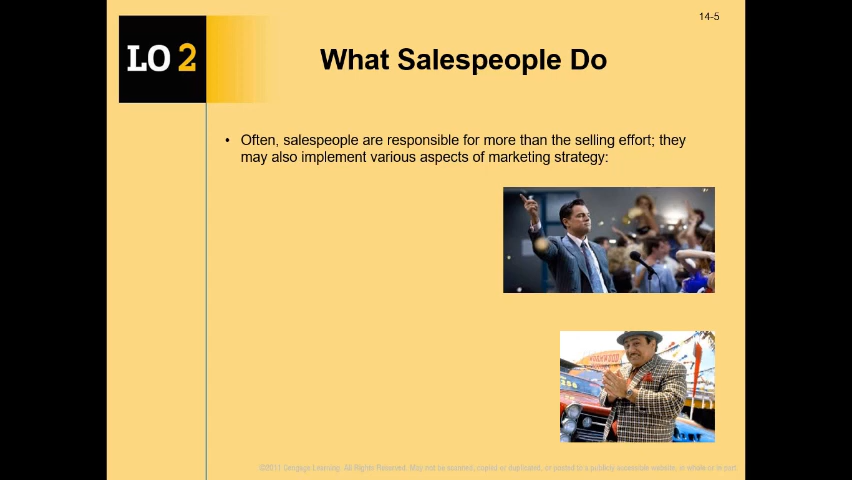 14-5
LO 2
What Salespeople Do
• Often, salespeople are responsible for more than the selling effort; they
may also implement various aspects of marketing strategy:
©2011 Cengage Learning. All Rights Reserved. May not be scanned, copied or duplicated, or posted to a publicly accessible website, in whole or in part